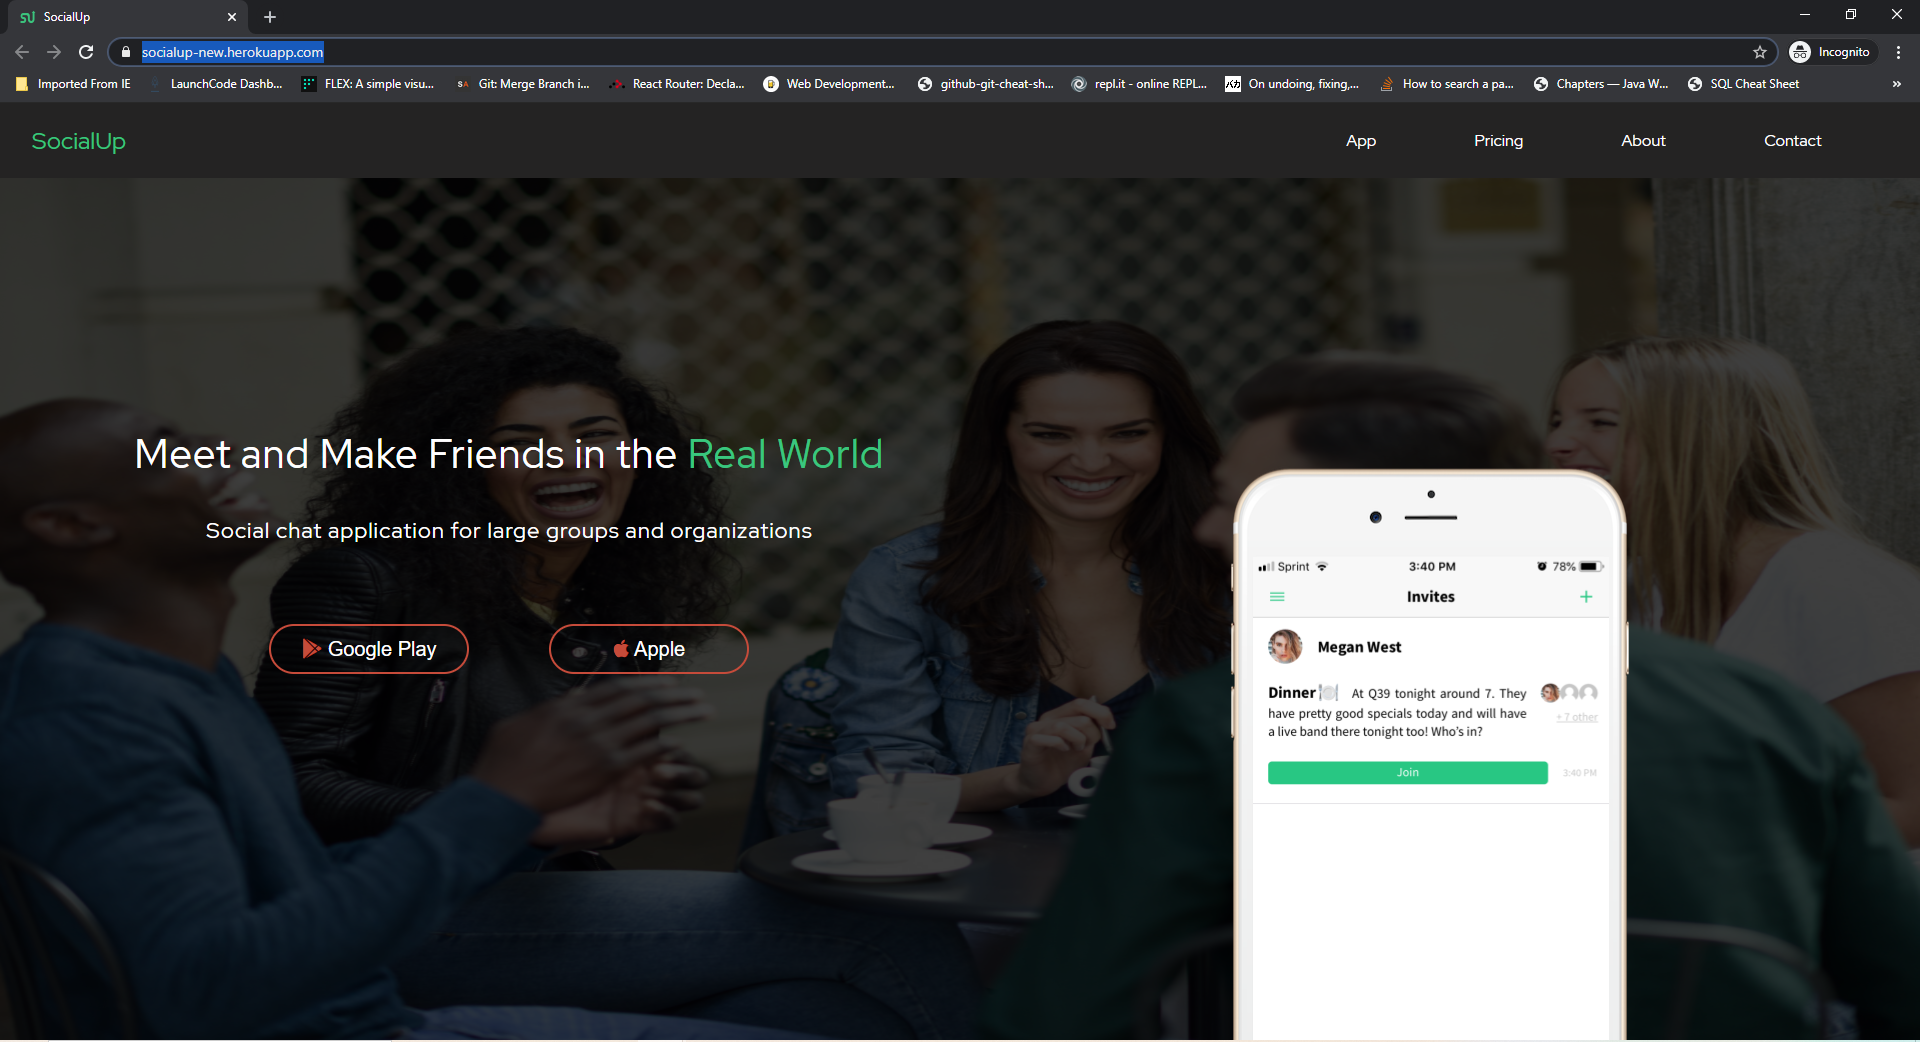 SocialUp
socialup-new.herokuapp.com
Incognito
Imported From IE
LaunchCode Dashb...
FLEX: A simple visu...
SA
Git: Merge Branch i...
React Router: Decla...
Web Development...
github-git-cheat-sh...
repl.it - online REPL...
バカ
On undoing, fixing,...
How to search a pa...
Chapters — Java W...
SQL Cheat Sheet
»
SocialUp
App
Pricing
About
Contact
Meet and Make Friends in the Real World
Social chat application for large groups and organizations
Google Play
Apple
Sprint
3:40 PM
78%
Invites
+
Megan West
Dinner🍽 At Q39 tonight around 7. They
have pretty good specials today and will have
a live band there tonight too! Who's in?
+ 7 other
Join
3:40 PM